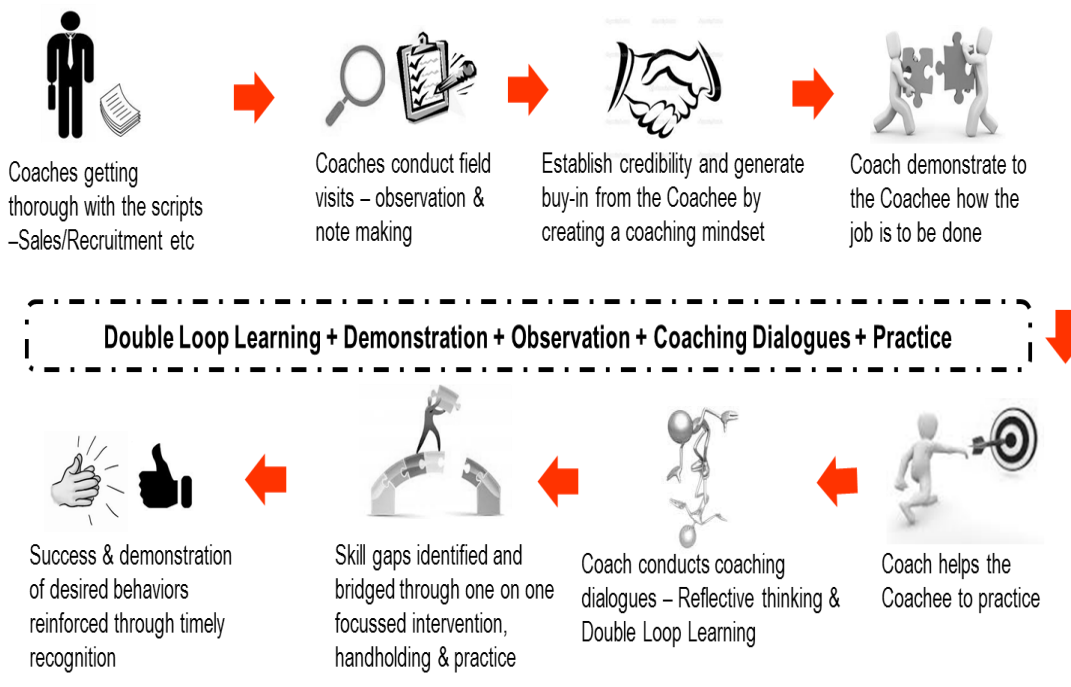 Coaches getting
thorough with the scripts
–Sales/Recruitment etc
Coaches conduct field
visits – observation &
note making
Establish credibility and generate
buy-in from the Coachee by
creating a coaching mindset
Coach demonstrate to
the Coachee how the
job is to be done
Double Loop Learning + Demonstration + Observation + Coaching Dialogues + Practice
Coach helps the
Coachee to practice
Coach conducts coaching
dialogues – Reflective thinking &
Double Loop Learning
Skill gaps identified and
bridged through one on one
focussed intervention,
handholding & practice
Success & demonstration
of desired behaviors
reinforced through timely
recognition